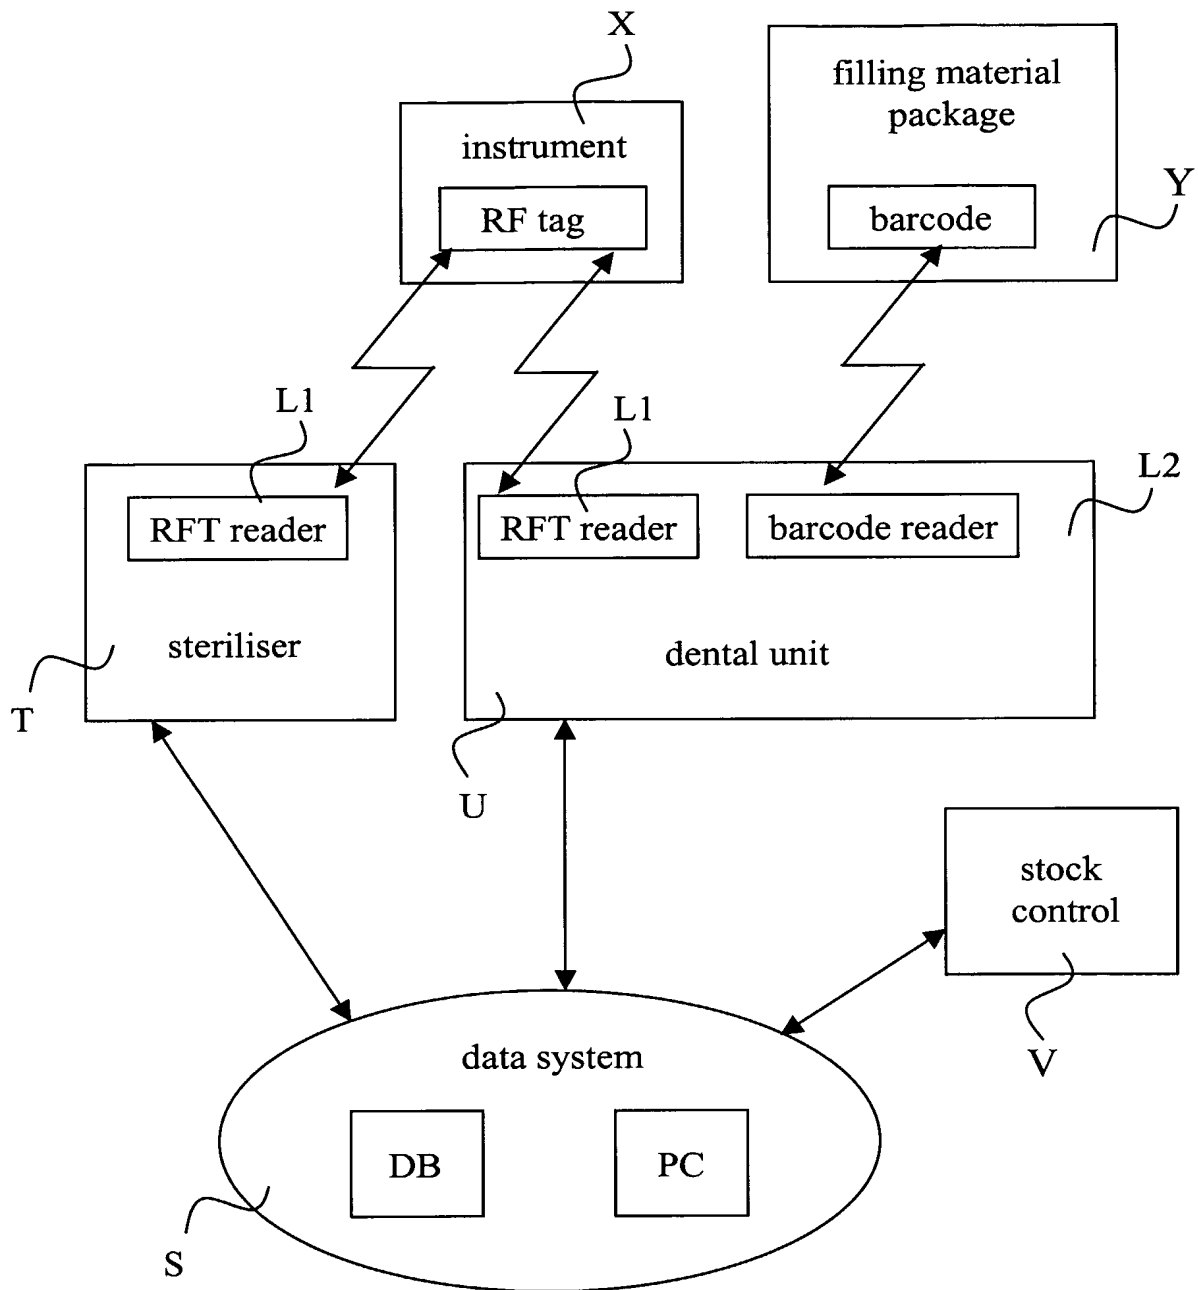 X
filling material
package
instrument
Y
RF tag
barcode
L1
L1
L2
RFT reader
RFT reader
barcode reader
steriliser
dental unit
T
U
stock
control
data system
V
DB
PC
S